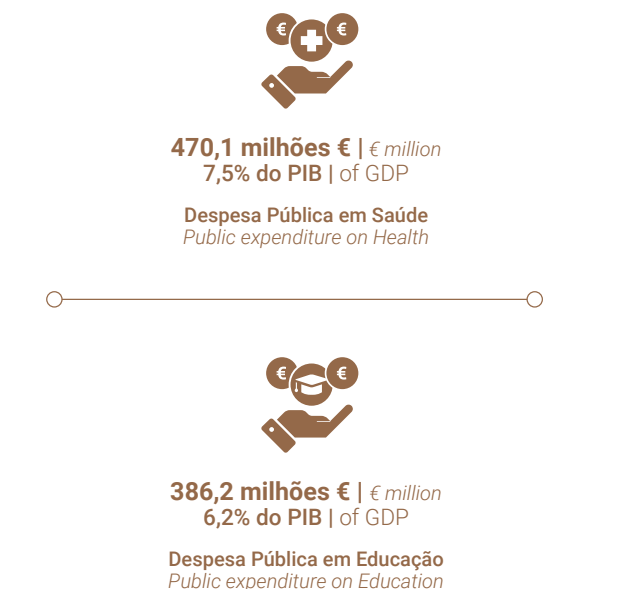 € €
470,1 milhões € | € million
7,5% do PIB | of GDP
Despesa Pública em Saúde
Public expenditure on Health
€ €
386,2 milhões € | € million
6,2% do PIB | of GDP
Despesa Pública em Educação
Public expenditure on Education